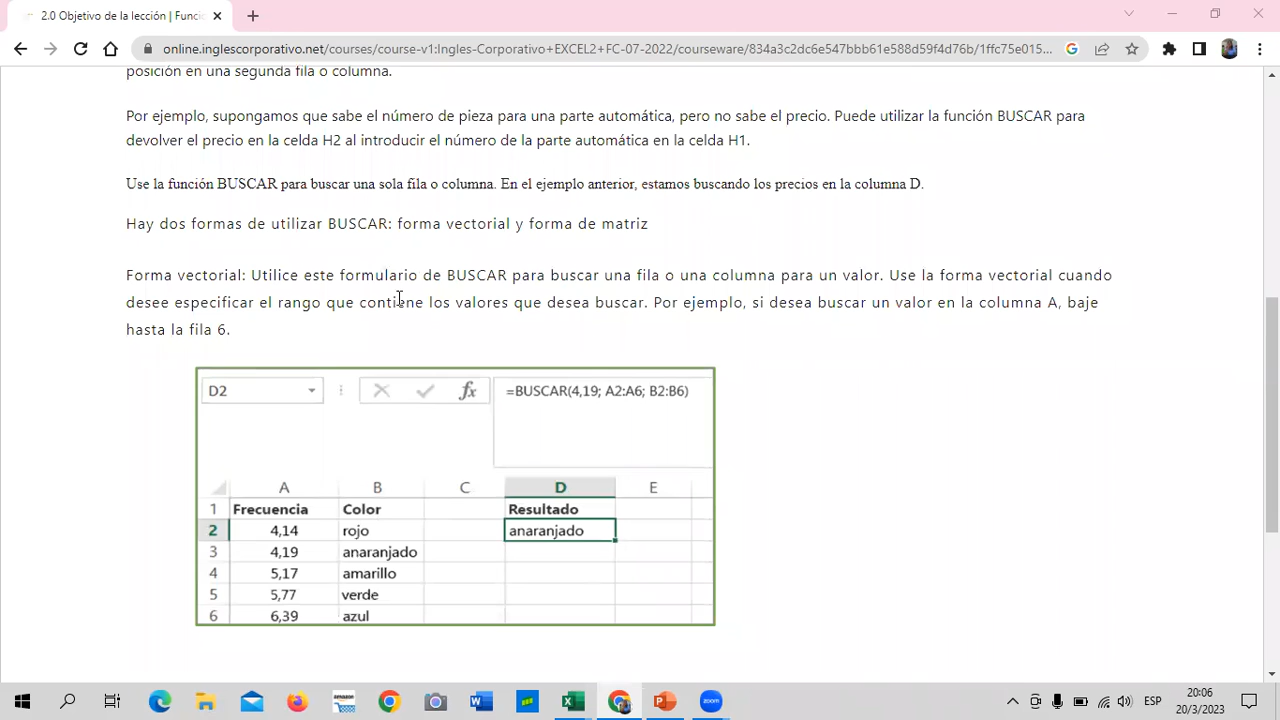 2.0 Objetivo de la lección | Funci
online.inglescorporativo.net/courses/course-v1:Ingles-Corporativo+EXCEL2+FC-07-2022/courseware/834a3c2dc6e547bbb61e588d59f4d76b/1ffc75e015...
posición en una segunda fila o columna.
Por ejemplo, supongamos que sabe el número de pieza para una parte automática, pero no sabe el precio. Puede utilizar la función BUSCAR para
devolver el precio en la celda H2 al introducir el número de la parte automática en la celda H1.
Use la función BUSCAR para buscar una sola fila o columna. En el ejemplo anterior, estamos buscando los precios en la columna D.
Hay dos formas de utilizar BUSCAR: forma vectorial y forma de matriz
Forma vectorial: Utilice este formulario de BUSCAR para buscar una fila o una columna para un valor. Use la forma vectorial cuando
desee especificar el rango que contiene los valores que desea buscar. Por ejemplo, si desea buscar un valor en la columna A, baje
hasta la fila 6.
D2 fx =BUSCAR(4,19; A2:A6; B2:B6)
A B C D E
1 Frecuencia Color Resultado
2 4,14 rojo anaranjado
3 4,19 anaranjado
4 5,17 amarillo
5 5,77 verde
6 6,39 azul
ESP
20:06
20/3/2023